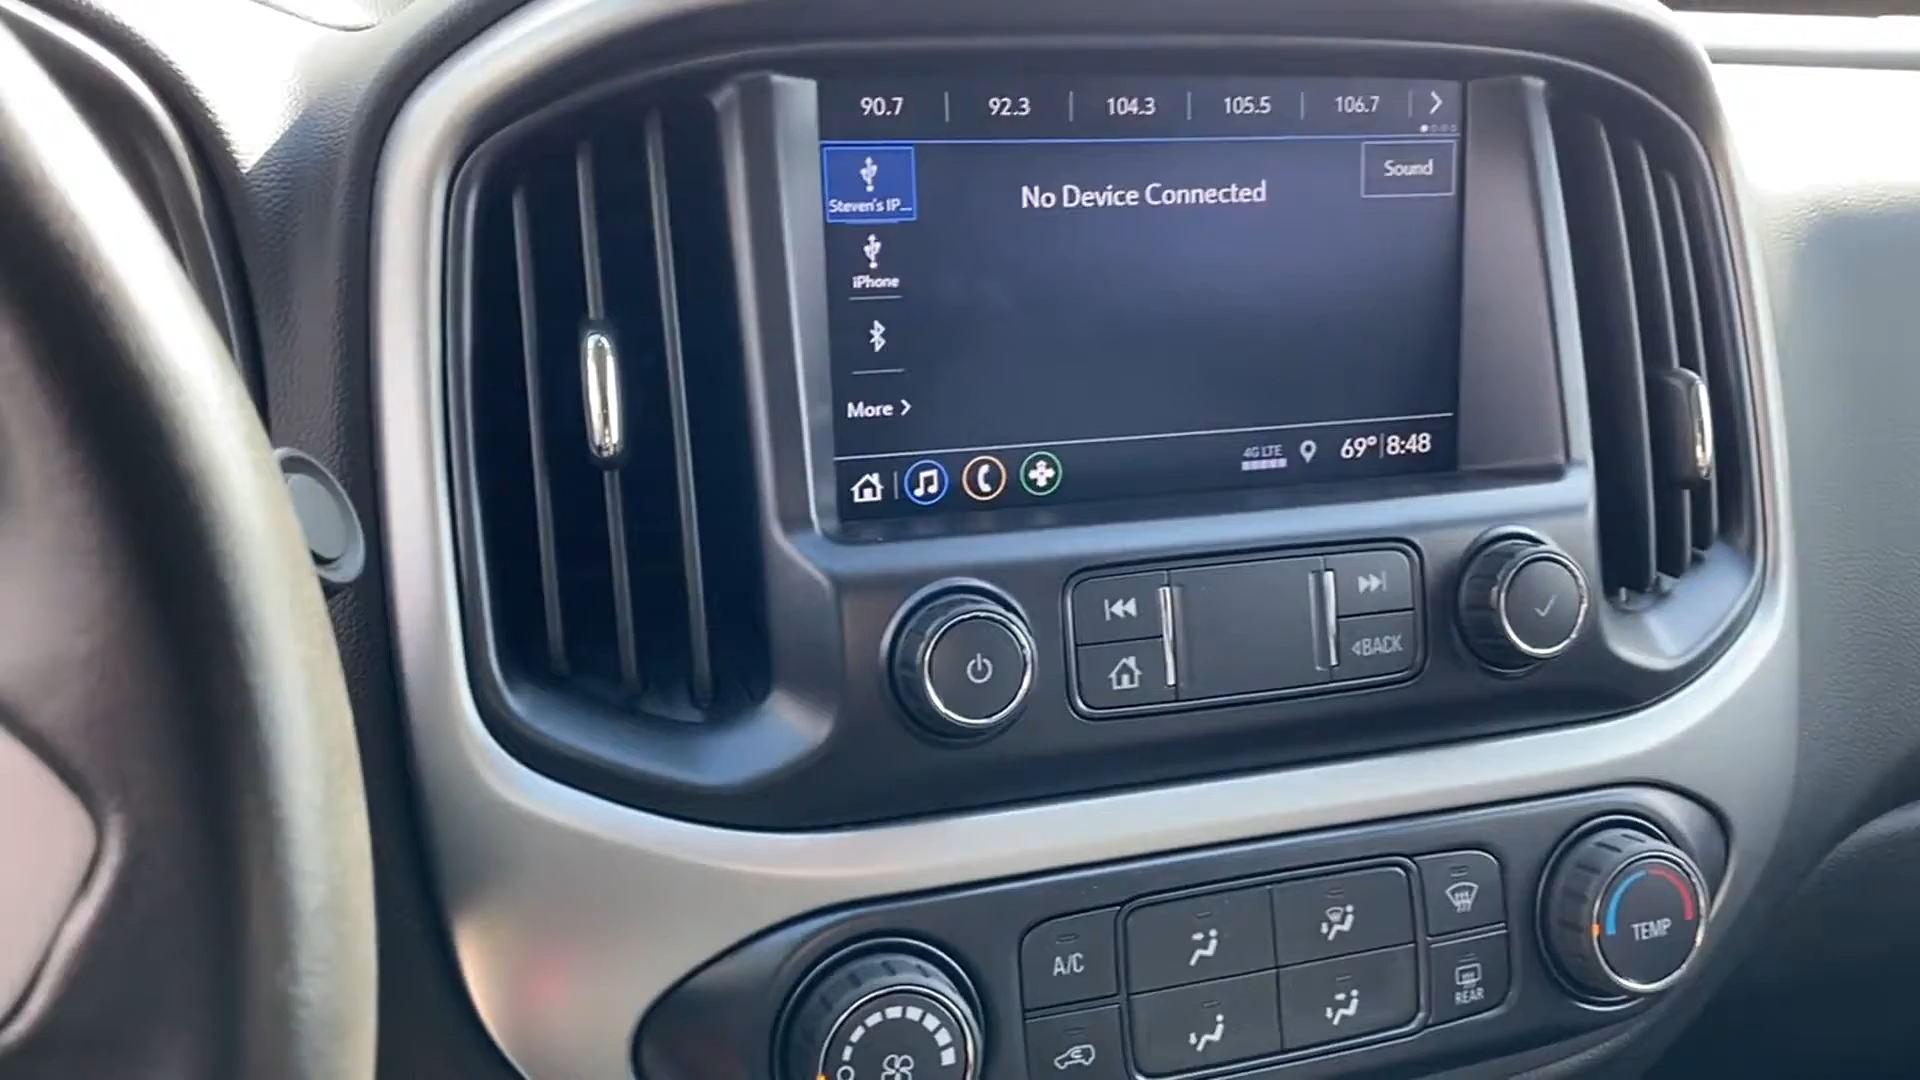 90.7 | 92.3 | 104.3 | 105.5 | 106.7
Steven's IP...
No Device Connected
Sound
iPhone
More
4G LTE
69° | 8:48
BACK
A/C
REAR
TEMP